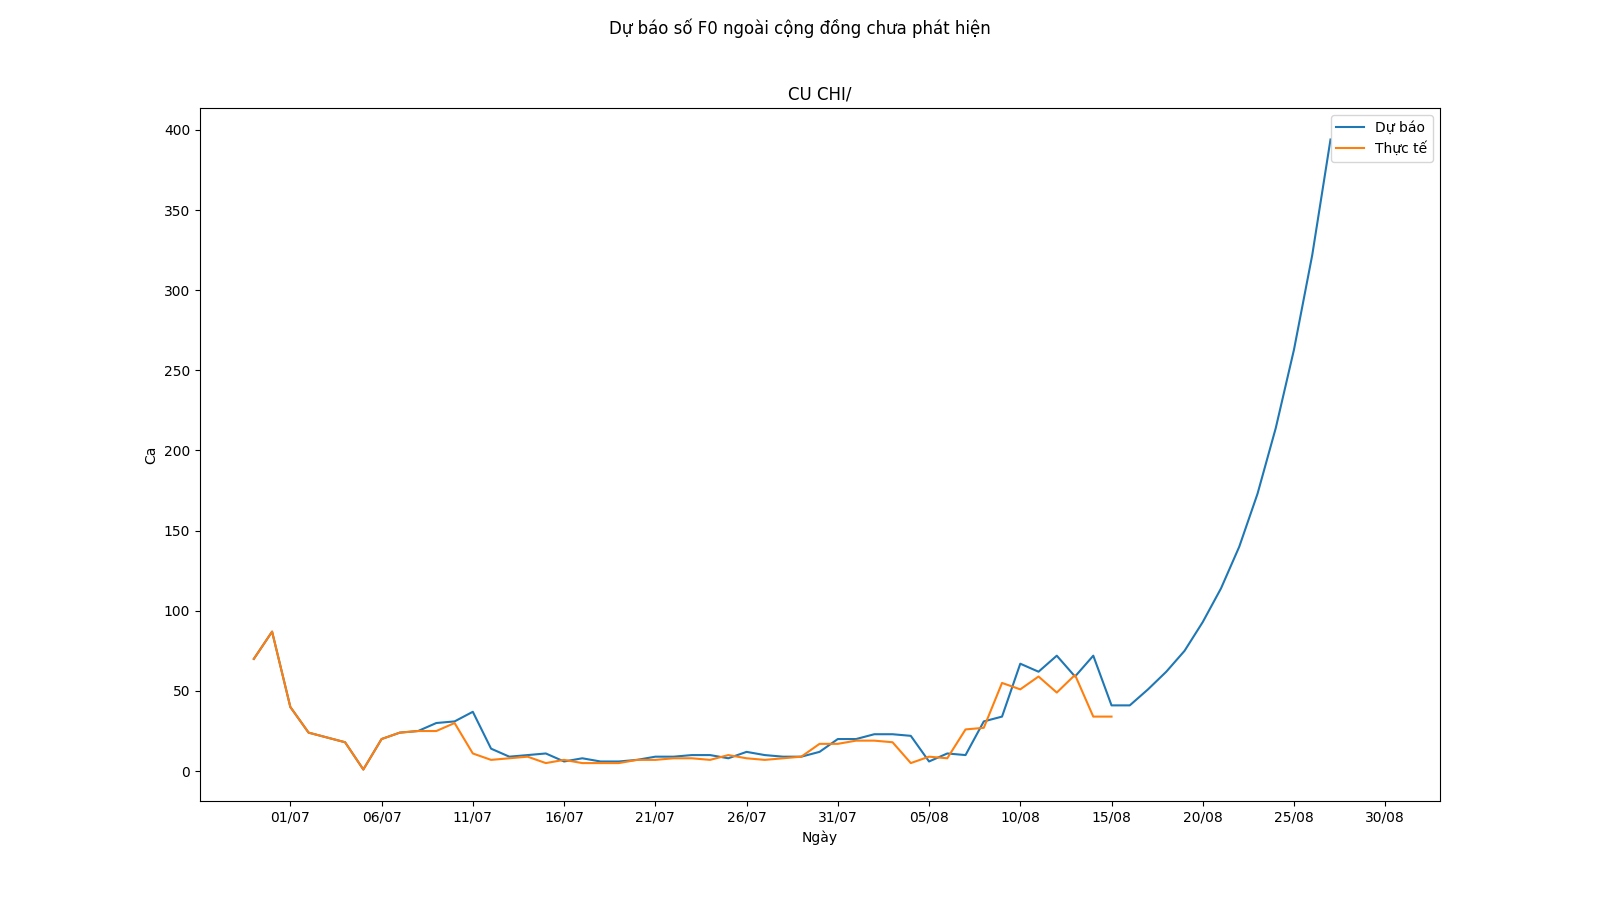 Dự báo số F0 ngoài cộng đồng chưa phát hiện
CU CHI/
Dự báo
Thực tế
400
350
300
250
200
150
100
50
0
Ca
01/07 06/07 11/07 16/07 21/07 26/07 31/07 05/08 10/08 15/08 20/08 25/08 30/08
Ngày